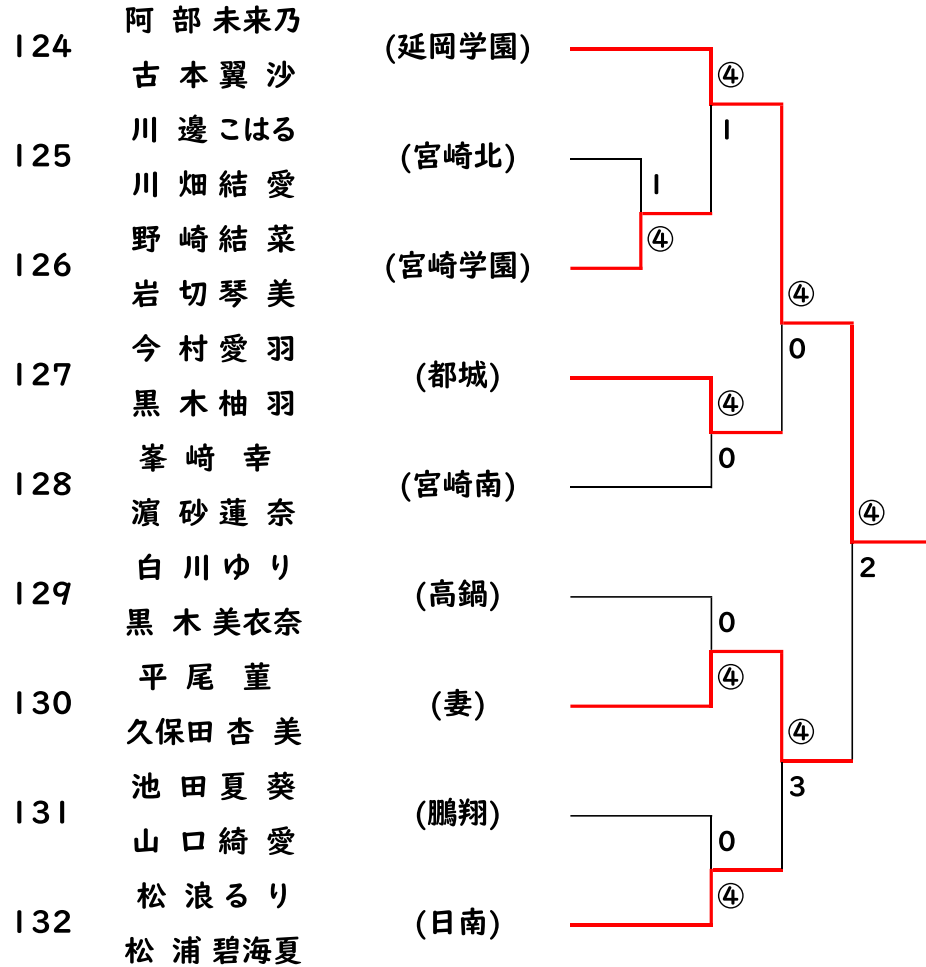 阿部 未来乃
124 (延岡学園)
古本 翼沙
④
川邊 こはる
1
125 (宮崎北)
1
川畑 結愛
野崎 結菜
④
126 (宮崎学園)
岩切 琴美
④
今村 愛羽
0
127 (都城)
黒木 柚羽
④
峯﨑 幸
0
128 (宮崎南)
濵砂 蓮奈
④
白川 ゆり
2
129 (高鍋)
黒木 美衣奈
0
平尾 菫
④
130 (妻)
久保田 杏美
④
池田 夏葵
3
131 (鵬翔)
山口 綺愛
0
松浪 るり
④
132 (日南)
松浦 碧海夏